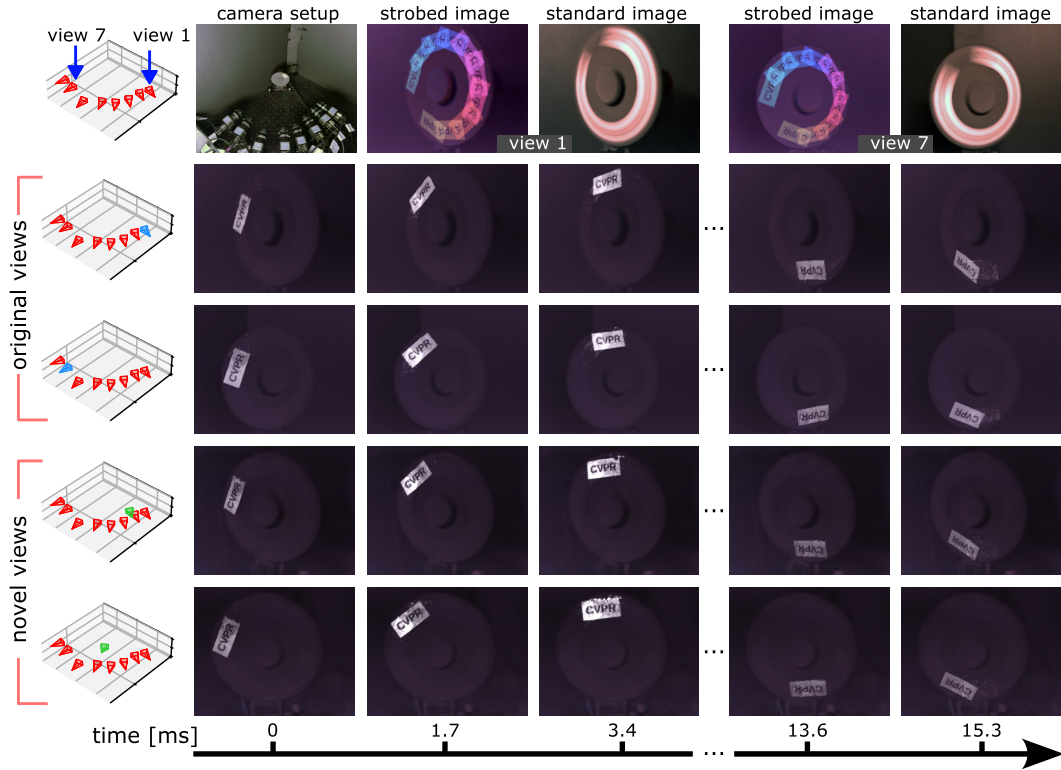 camera setup strobed image standard image strobed image standard image
view 7 view 1
view 1 view 7
original views
CVPR CVPR CVPR ... CVPR CVPR
CVPR CVPR CVPR ... CVPR CVPR
novel views
CVPR CVPR CVPR ... CVPR CVPR
CVPR CVPR CVPR ... CVPR CVPR
time [ms] 0 1.7 3.4 ... 13.6 15.3